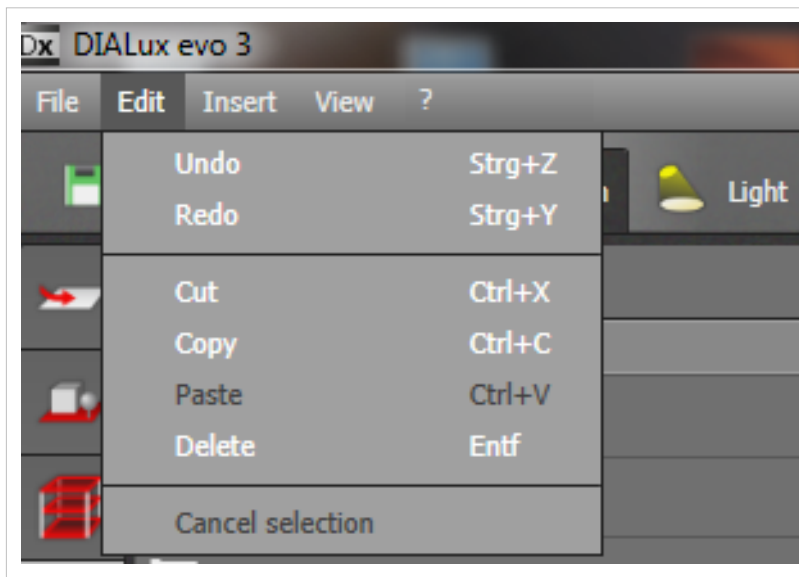 Dx DIALux evo 3
File Edit Insert View ?
Undo Strg+Z
Redo Strg+Y
Light
Cut Ctrl+X
Copy Ctrl+C
Paste Ctrl+V
Delete Entf
Cancel selection